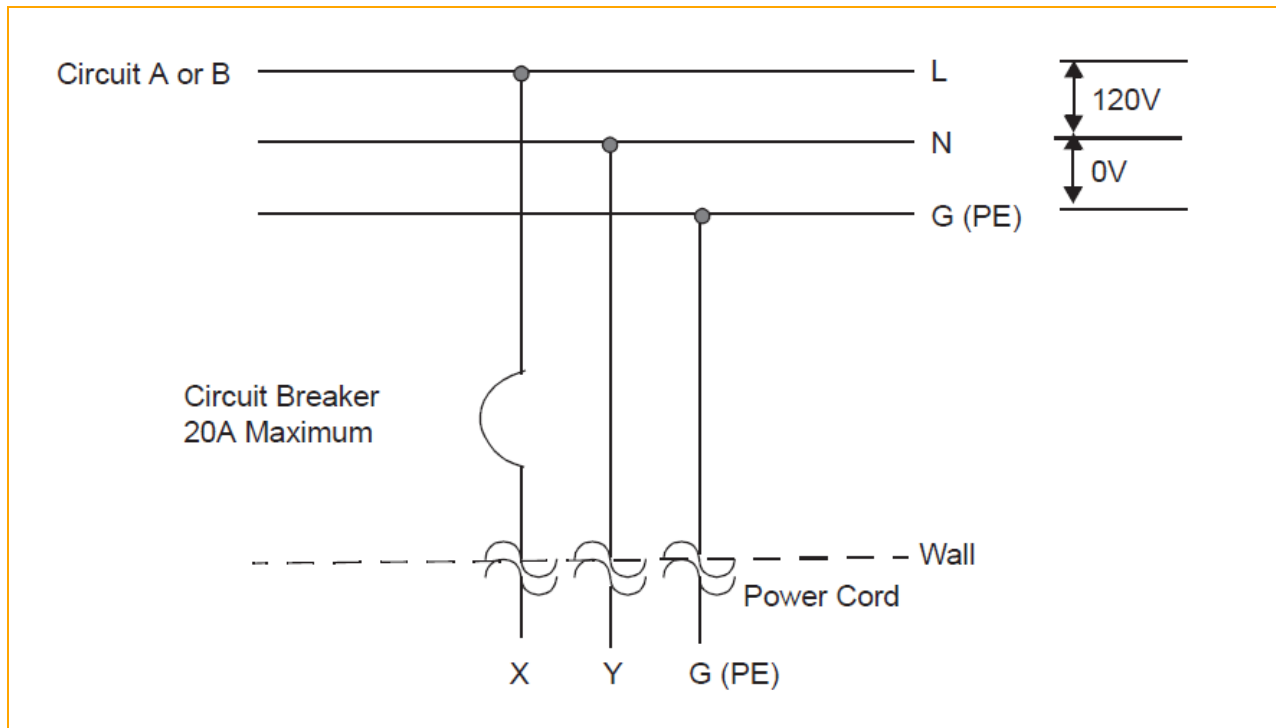 Circuit A or B
L
120V
N
0V
G (PE)
Circuit Breaker
20A Maximum
Wall
Power Cord
X Y G (PE)